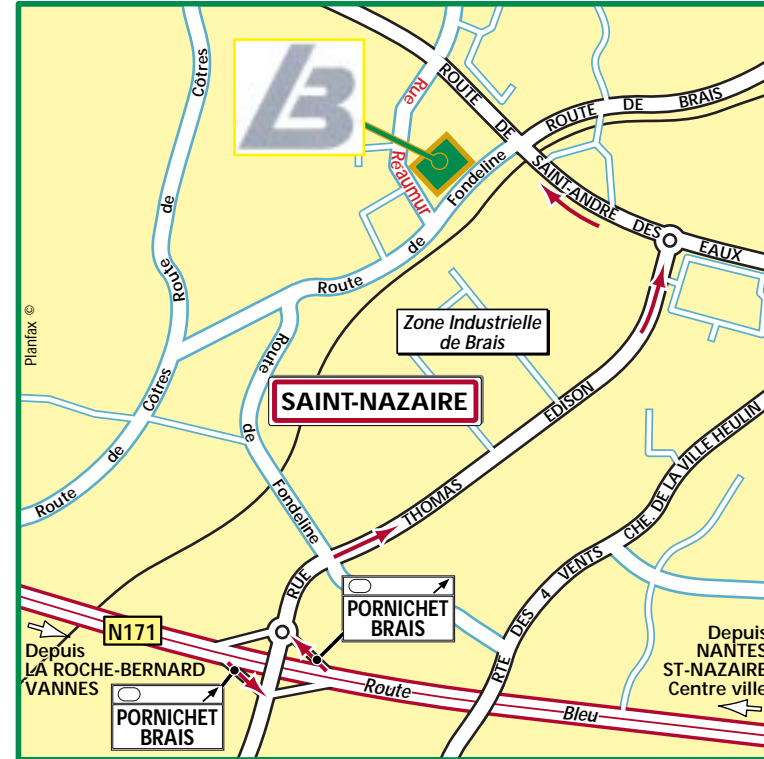 Côtres
de
Route
LB
Rue
Réaumur
ROUTE DE SAINT-ANDRÉ DES EAUX
ROUTE DE BRAIS
Route de Fondeline
Planfax ©
Zone Industrielle
de Brais
SAINT-NAZAIRE
Route de Côtres
Route de Fondeline
RUE THOMAS EDISON
CHE. DE LA VILLE HEULIN
RTE DES 4 VENTS
PORNICHET
BRAIS
N171
Depuis
LA ROCHE-BERNARD
VANNES
PORNICHET
BRAIS
Route Bleu
Depuis
NANTES
ST-NAZAIRE
Centre ville